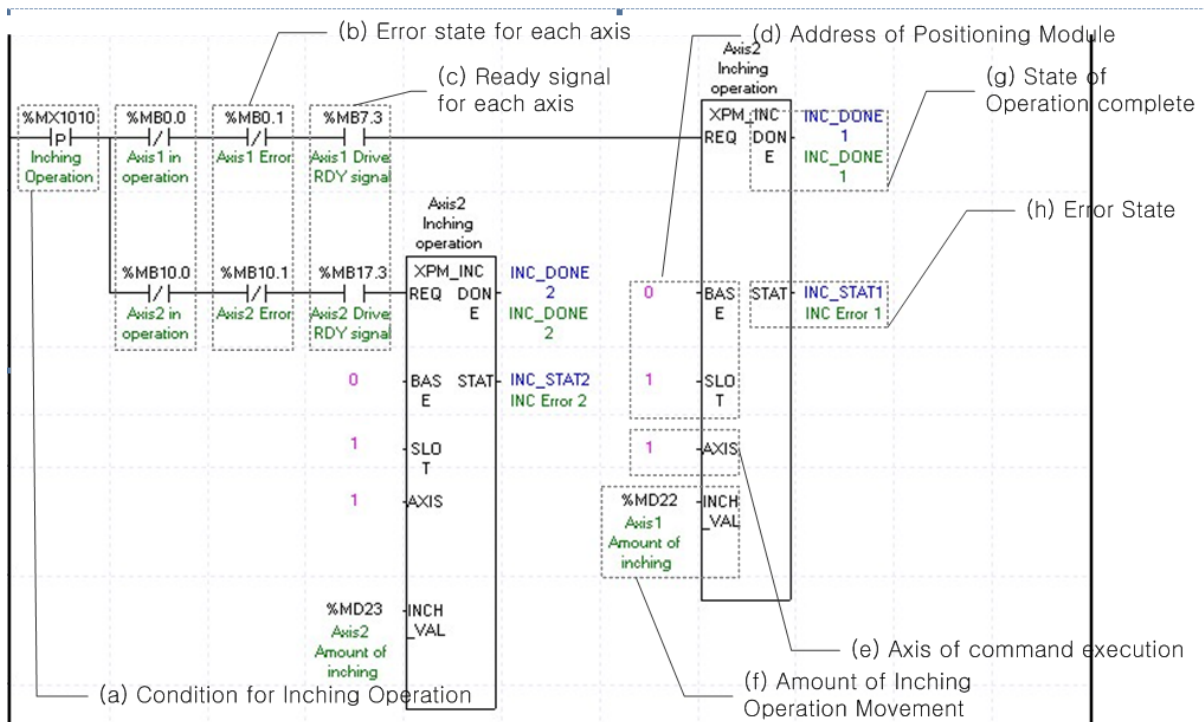 (b) Error state for each axis
(d) Address of Positioning Module
(c) Ready signal
for each axis
Axis2
Inching
operation
(g) State of
Operation complete
%MX1010
%MB0.0
%MB0.1
%MB7.3
P
Inching
Operation
Axis1 in
operation
Axis1 Error
Axis1 Drive
RDY signal
XPM_INC
REQ DON
E
INC_DONE
1
INC_DONE
1
(h) Error State
Axis2
Inching
operation
%MB10.0
%MB10.1
%MB17.3
Axis2 in
operation
Axis2 Error
Axis2 Drive
RDY signal
XPM_INC
REQ DON
E
INC_DONE
2
INC_DONE
2
0
BAS
E
STAT
INC_STAT1
INC Error 1
0
BAS
E
STAT
INC_STAT2
INC Error 2
1
SLO
T
1
SLO
T
1
AXIS
1
AXIS
%MD22
Axis1
Amount of
inching
INCH
_VAL
%MD23
Axis2
Amount of
inching
INCH
_VAL
(e) Axis of command execution
(f) Amount of Inching
Operation Movement
(a) Condition for Inching Operation